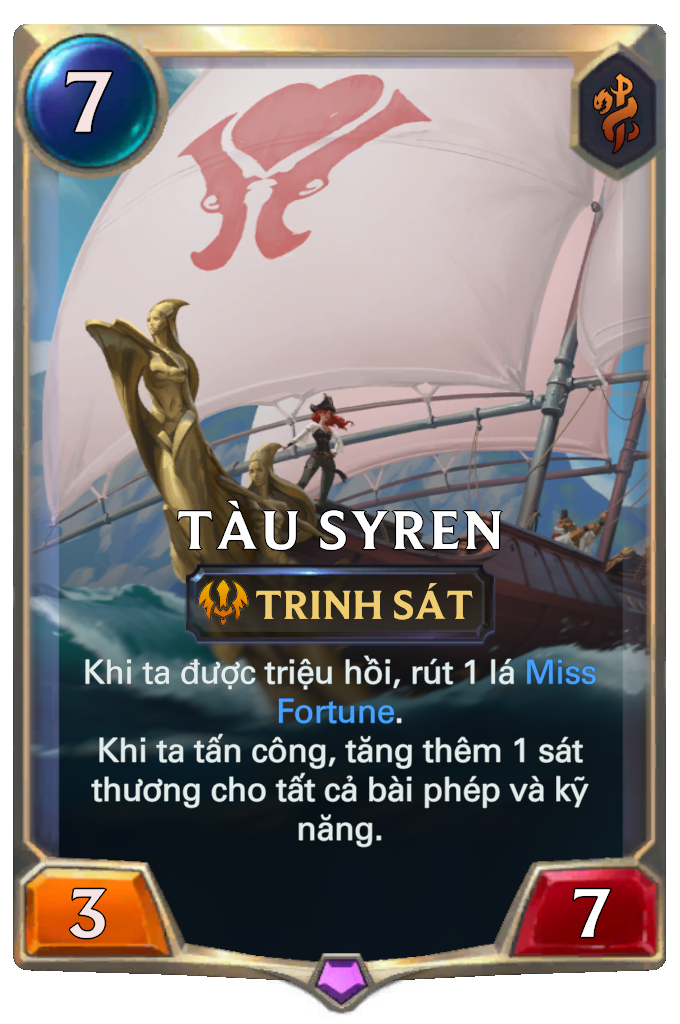 7
TÀU SYREN
TRINH SÁT
Khi ta được triệu hồi, rút 1 lá Miss
Fortune.
Khi ta tấn công, tăng thêm 1 sát
thương cho tất cả bài phép và kỹ
năng.
3
7